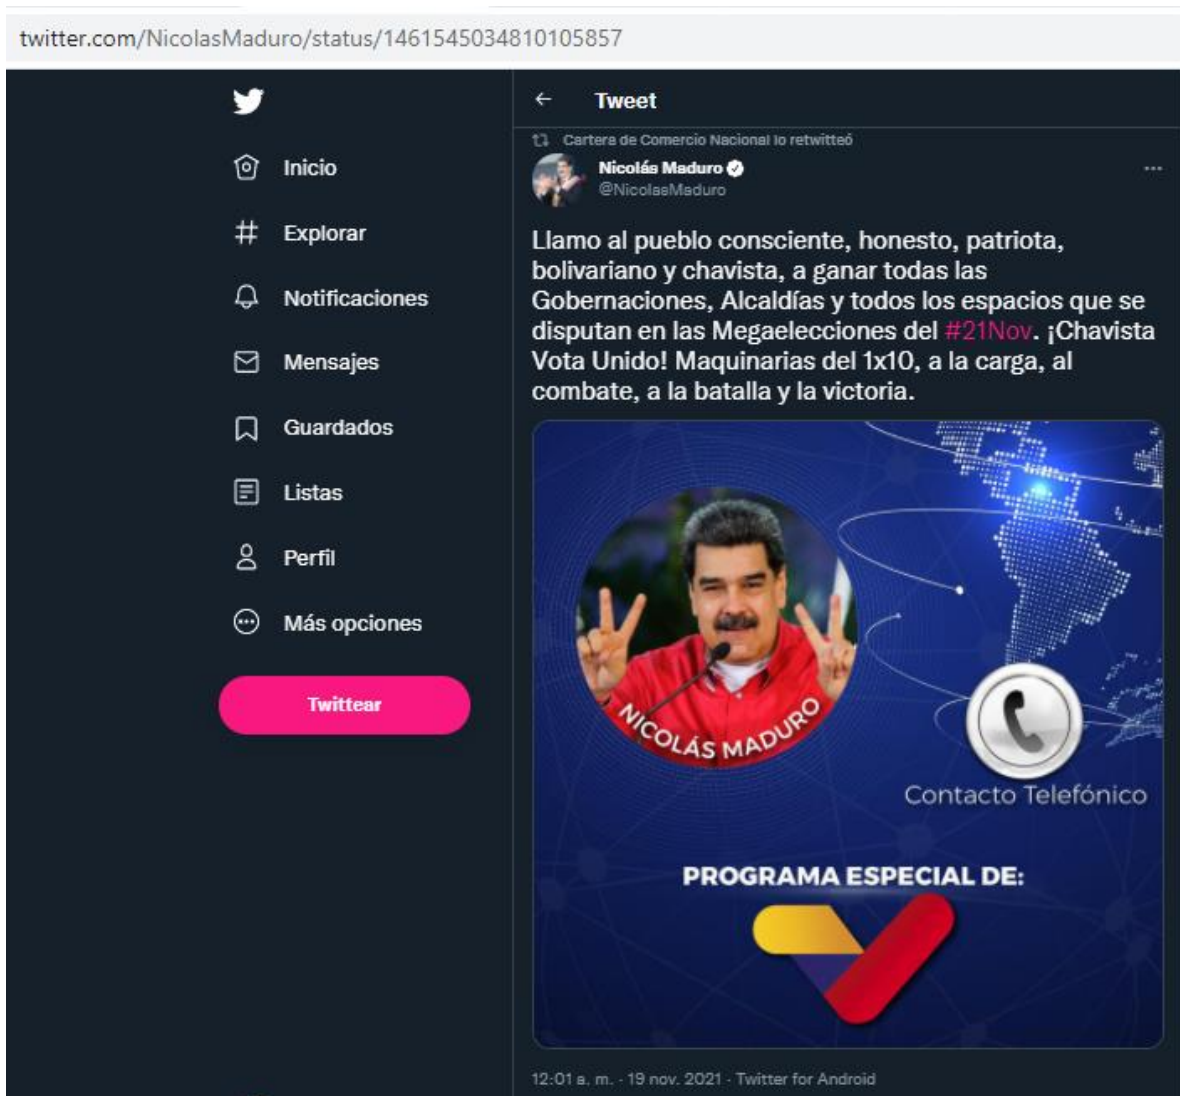 twitter.com/NicolasMaduro/status/1461545034810105857
Tweet
Cartera de Comercio Nacional lo retwitteó
Inicio
Nicolás Maduro
@NicolasMaduro
Explorar
Llamo al pueblo consciente, honesto, patriota,
bolivariano y chavista, a ganar todas las
Gobernaciones, Alcaldías y todos los espacios que se
disputan en las Megaelecciones del #21Nov. ¡Chavista
Vota Unido! Maquinarias del 1x10, a la carga, al
combate, a la batalla y la victoria.
Notificaciones
Mensajes
Guardados
Listas
Perfil
Más opciones
Twittear
NICOLÁS MADURO
Contacto Telefónico
PROGRAMA ESPECIAL DE:
12:01 a. m. · 19 nov. 2021 · Twitter for Android